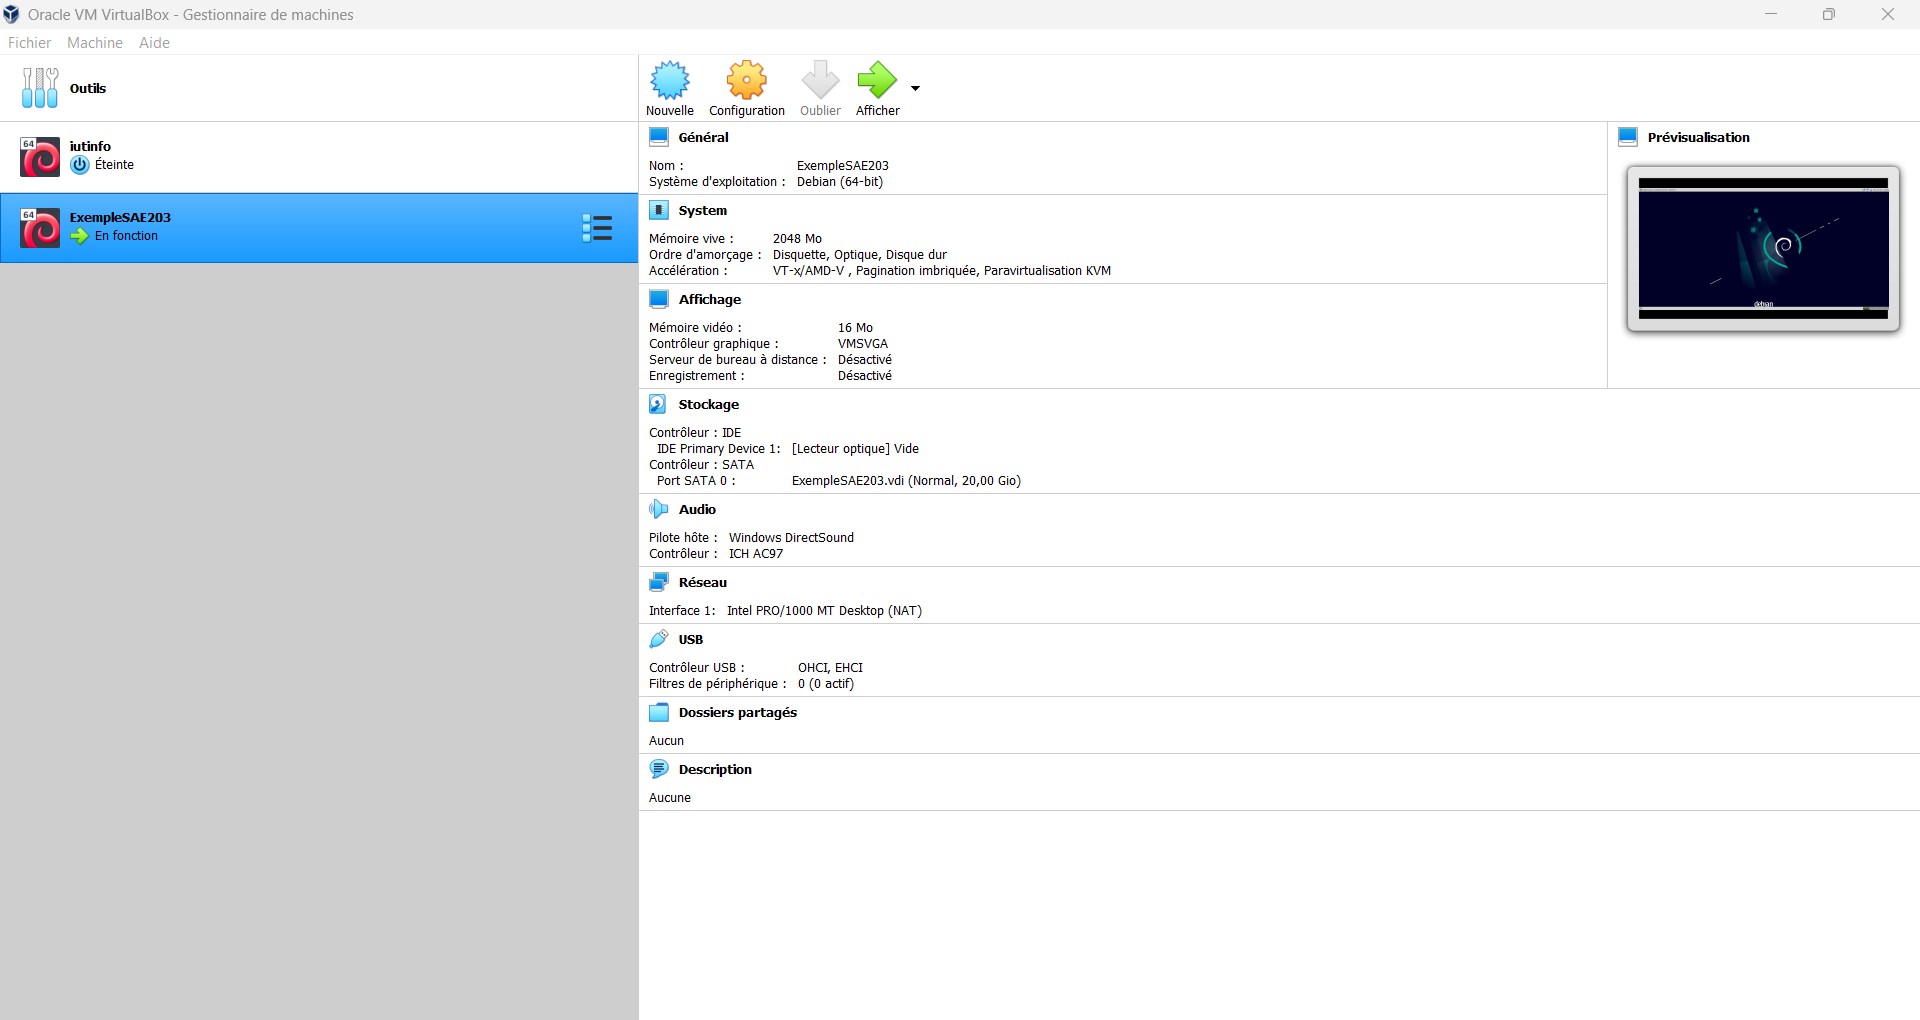 Oracle VM VirtualBox - Gestionnaire de machines
Fichier Machine Aide
Outils
64
iutinfo
Éteinte
64
ExempleSAE203
En fonction
Nouvelle Configuration Oublier Afficher
Général
Nom : ExempleSAE203
Système d'exploitation : Debian (64-bit)
System
Mémoire vive : 2048 Mo
Ordre d'amorçage : Disquette, Optique, Disque dur
Accélération : VT-x/AMD-V , Pagination imbriquée, Paravirtualisation KVM
Affichage
Mémoire vidéo : 16 Mo
Contrôleur graphique : VMSVGA
Serveur de bureau à distance : Désactivé
Enregistrement : Désactivé
Prévisualisation
debian
Stockage
Contrôleur : IDE
IDE Primary Device 1: [Lecteur optique] Vide
Contrôleur : SATA
Port SATA 0 : ExempleSAE203.vdi (Normal, 20,00 Gio)
Audio
Pilote hôte : Windows DirectSound
Contrôleur : ICH AC97
Réseau
Interface 1: Intel PRO/1000 MT Desktop (NAT)
USB
Contrôleur USB : OHCI, EHCI
Filtres de périphérique : 0 (0 actif)
Dossiers partagés
Aucun
Description
Aucune